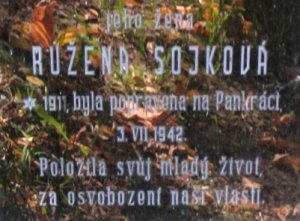 jeho žena
RŮŽENA SOJKOVÁ
* 1911, byla popravena na Pankráci,
3. VII. 1942.
Položila svůj mladý život,
za osvobození naší vlasti.